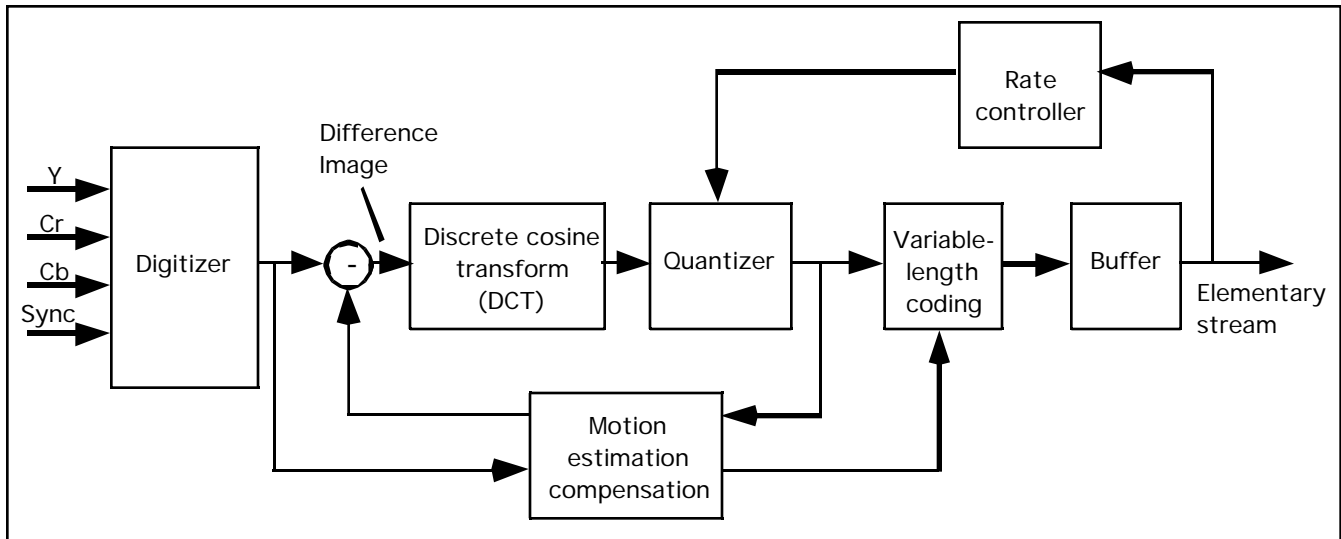 Rate
controller
Difference
Image
Y
Cr
Cb
Sync
Digitizer
-
Discrete cosine
transform
(DCT)
Quantizer
Variable-
length
coding
Buffer
Elementary
stream
Motion
estimation
compensation